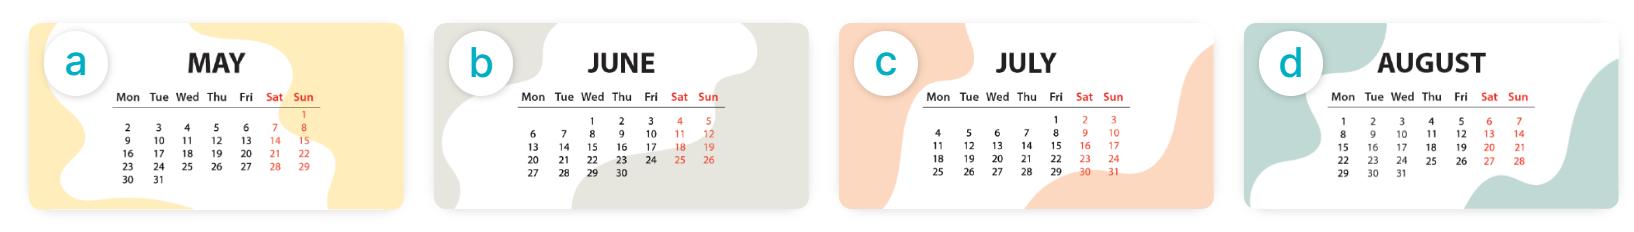 a
MAY
Mon Tue Wed Thu Fri Sat Sun
1
2 3 4 5 6 7 8
9 10 11 12 13 14 15
16 17 18 19 20 21 22
23 24 25 26 27 28 29
30 31
b
JUNE
Mon Tue Wed Thu Fri Sat Sun
1 2 3 4 5
6 7 8 9 10 11 12
13 14 15 16 17 18 19
20 21 22 23 24 25 26
27 28 29 30
c
JULY
Mon Tue Wed Thu Fri Sat Sun
1 2 3
4 5 6 7 8 9 10
11 12 13 14 15 16 17
18 19 20 21 22 23 24
25 26 27 28 29 30 31
d
AUGUST
Mon Tue Wed Thu Fri Sat Sun
1 2 3 4 5 6 7
8 9 10 11 12 13 14
15 16 17 18 19 20 21
22 23 24 25 26 27 28
29 30 31